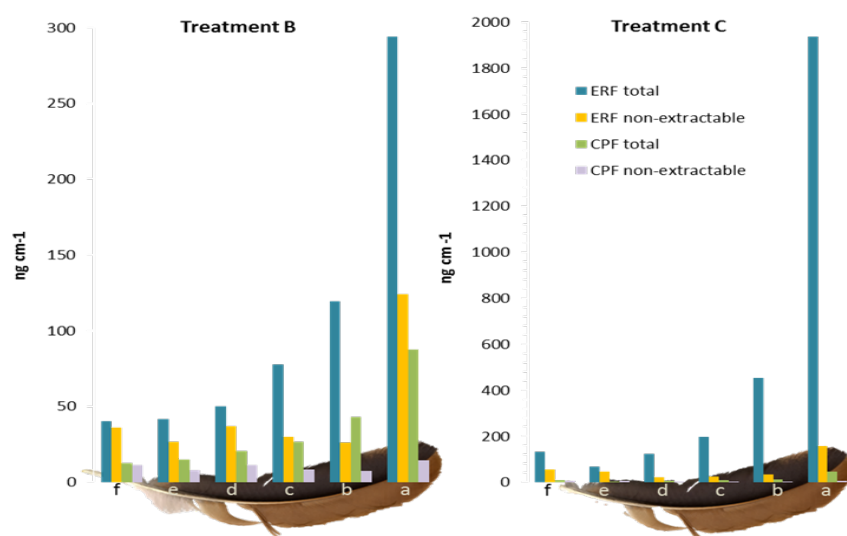 Treatment B
300
250
200
150
100
50
0
ng cm-1
f e d c b a
Treatment C
2000
1800
1600
1400
1200
1000
800
600
400
200
0
ng cm -1
ERF total
ERF non-extractable
CPF total
CPF non-extractable
f e d c b a